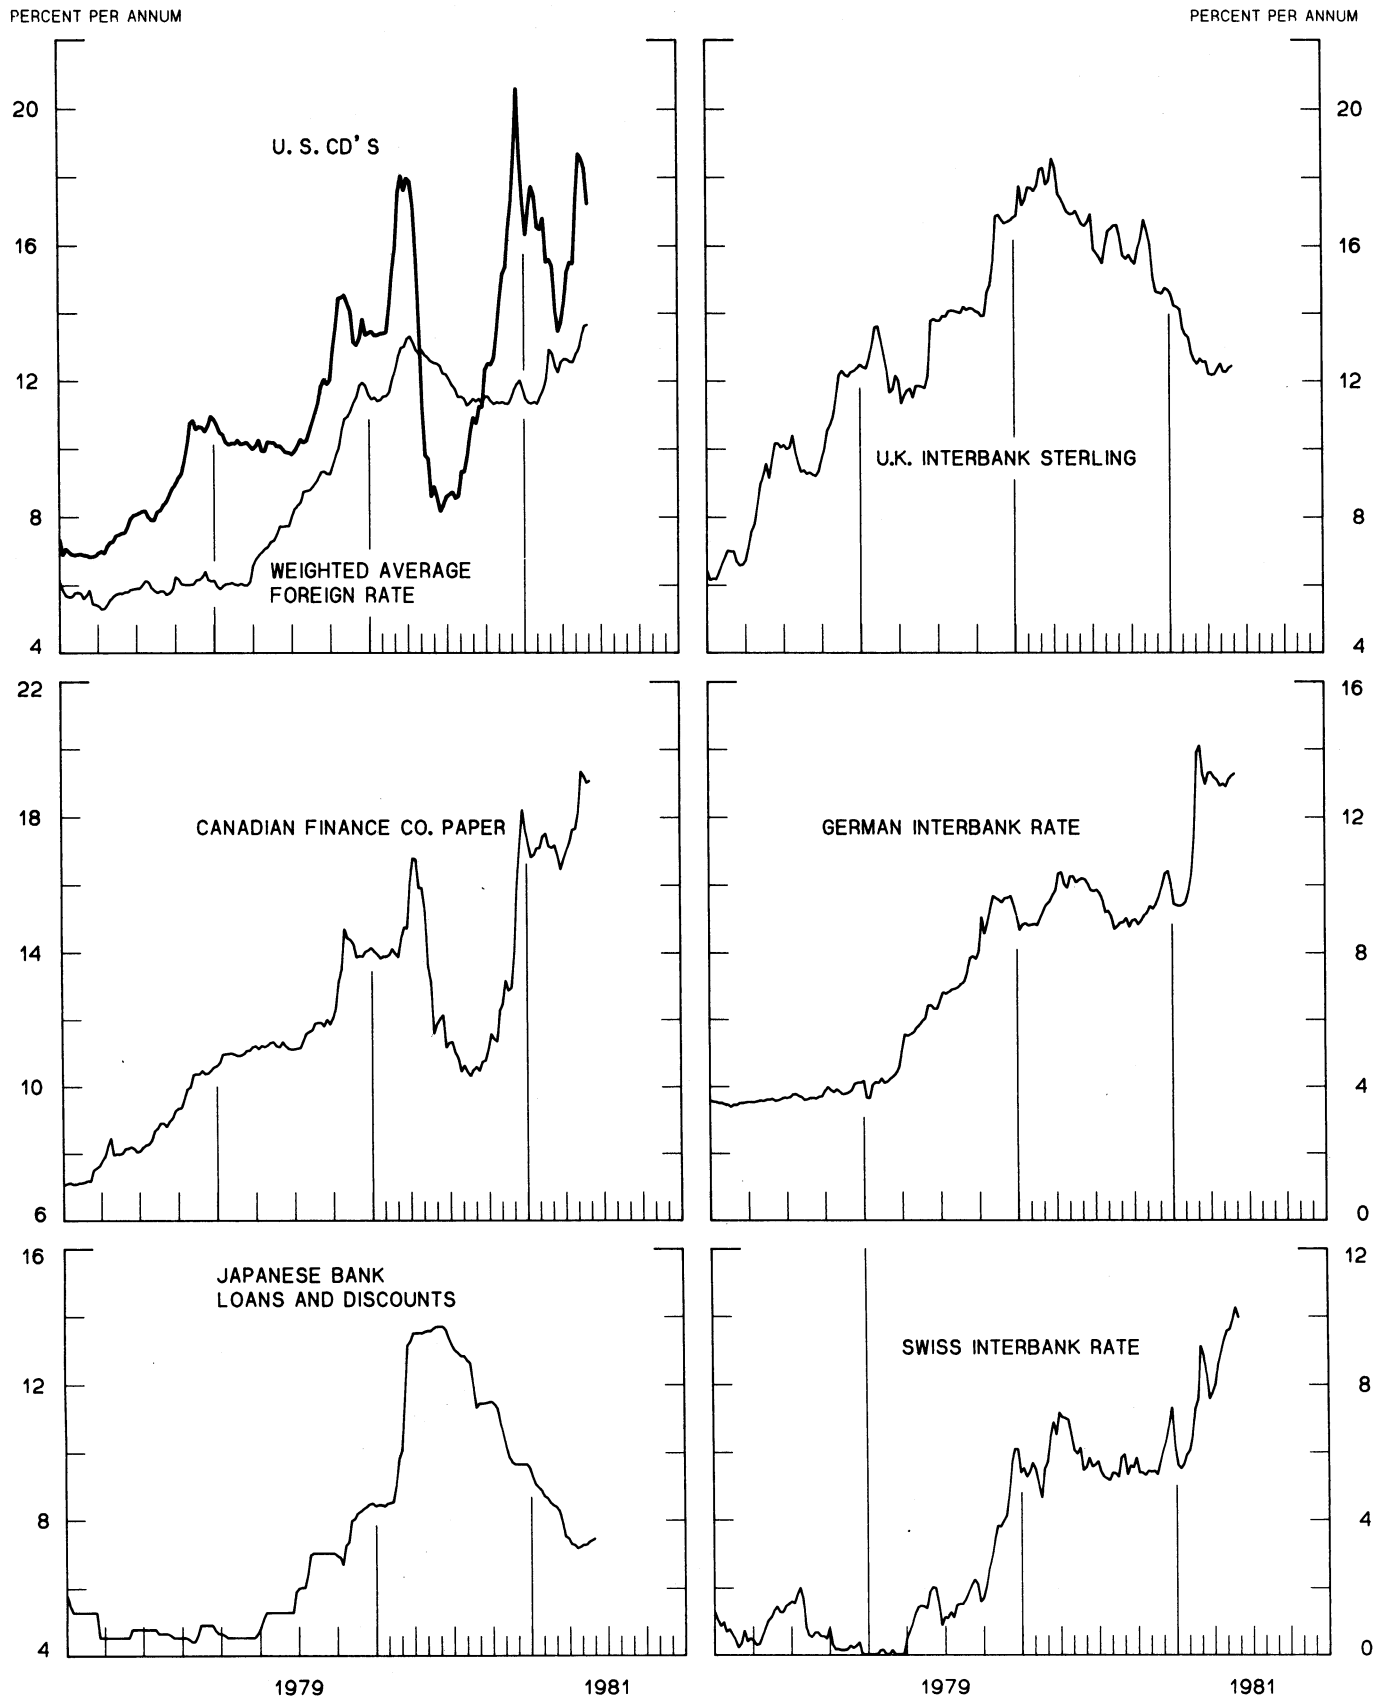 PERCENT PER ANNUM
PERCENT PER ANNUM
20
16
12
8
4
U. S. CD'S
WEIGHTED AVERAGE
FOREIGN RATE
20
16
12
8
4
U.K. INTERBANK STERLING
22
18
14
10
6
CANADIAN FINANCE CO. PAPER
16
12
8
4
0
GERMAN INTERBANK RATE
16
12
8
4
JAPANESE BANK
LOANS AND DISCOUNTS
12
8
4
0
SWISS INTERBANK RATE
1979
1981
1979
1981